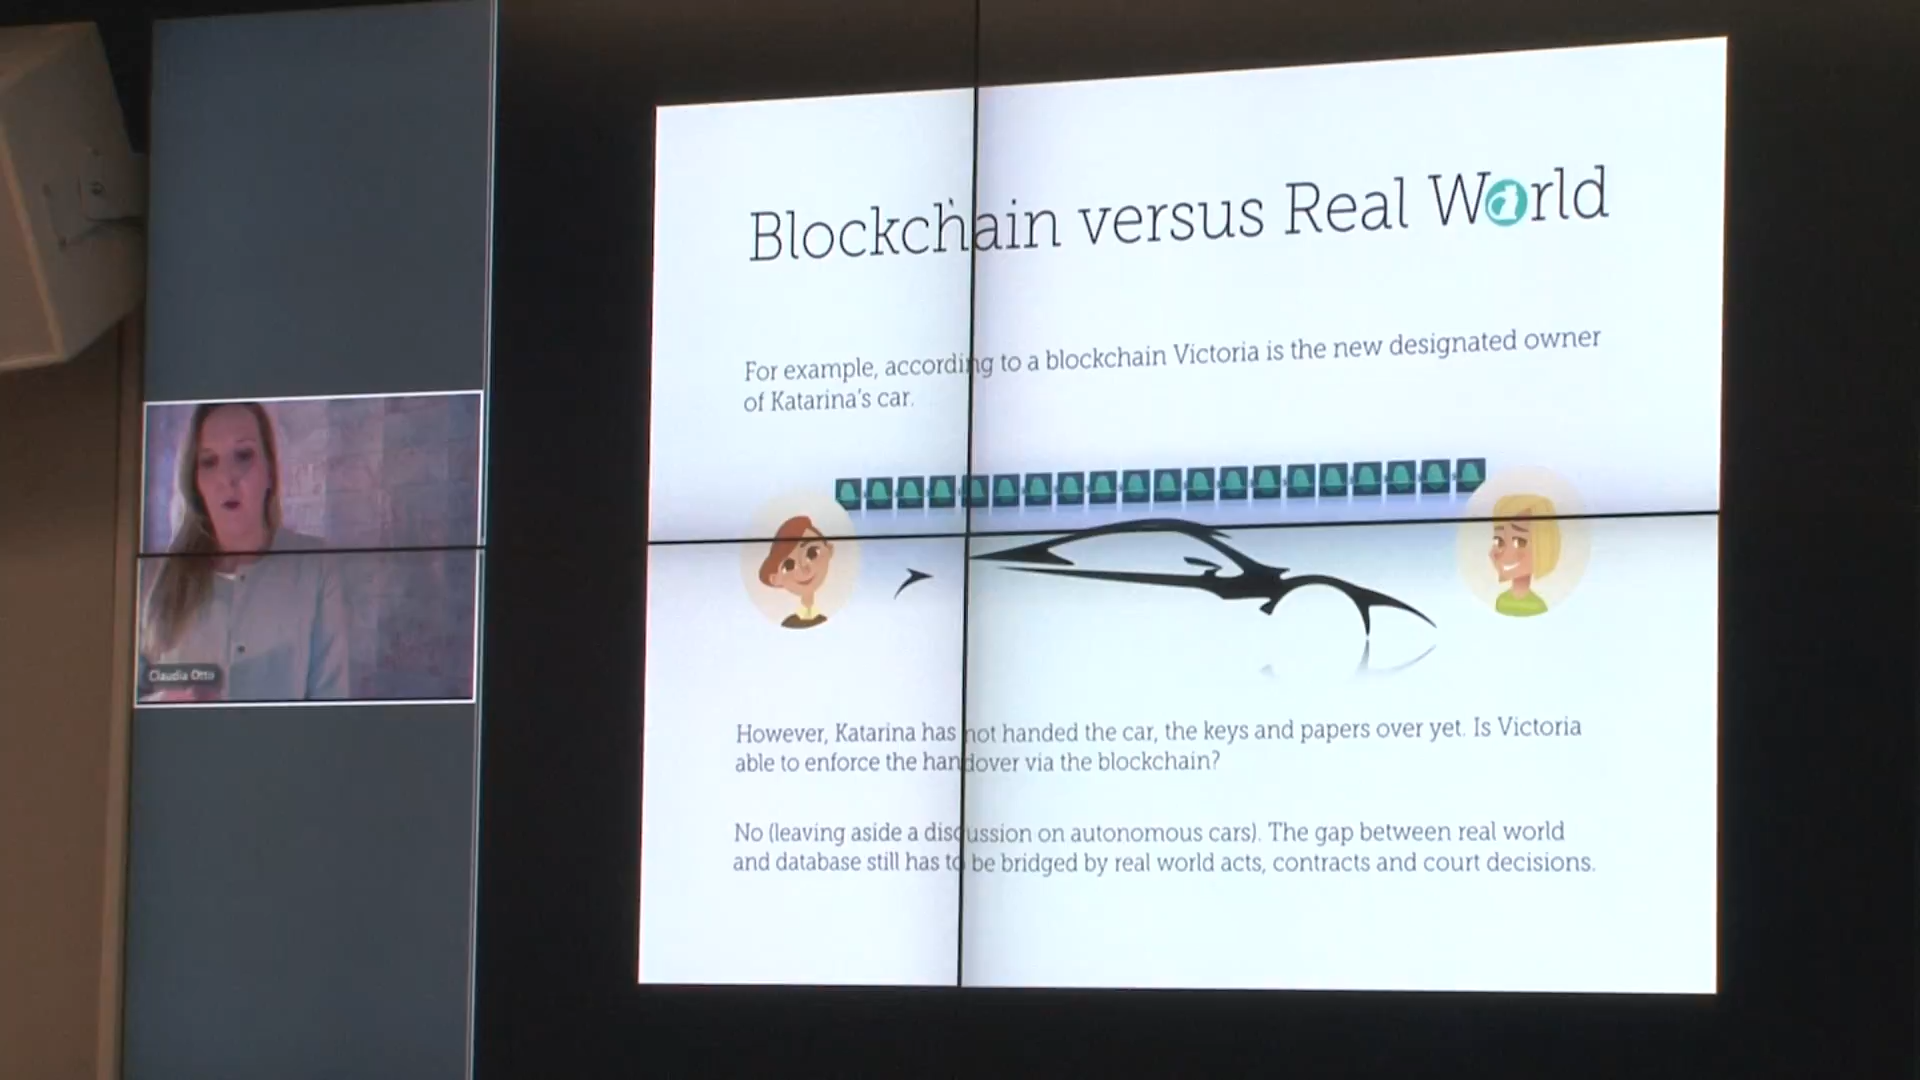 Blockchain versus Real World
For example, according to a blockchain Victoria is the new designated owner
of Katarina's car.
However, Katarina has not handed the car, the keys and papers over yet. Is Victoria
able to enforce the handover via the blockchain?
No (leaving aside a discussion on autonomous cars). The gap between real world
and database still has to be bridged by real world acts, contracts and court decisions.
Claudia Otto